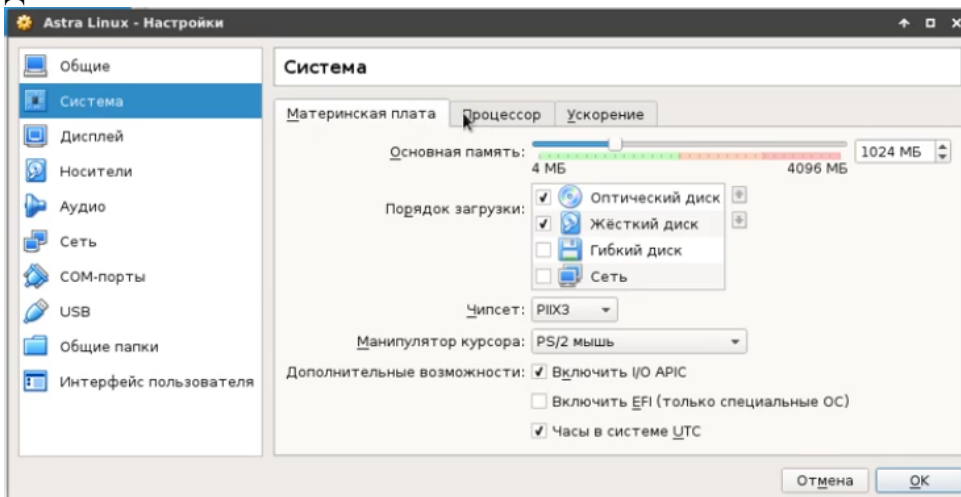 Astra Linux - Настройки
Общие
Система
Дисплей
Носители
Аудио
Сеть
COM-порты
USB
Общие папки
Интерфейс пользователя
Система
Материнская плата Процессор Ускорение
Основная память: 1024 МБ
4 МБ 4096 МБ
Порядок загрузки:
Оптический диск
Жёсткий диск
Гибкий диск
Сеть
Чипсет: PIIX3
Манипулятор курсора: PS/2 мышь
Дополнительные возможности: Включить I/O APIC
Включить EFI (только специальные ОС)
Часы в системе UTC
Отмена OK